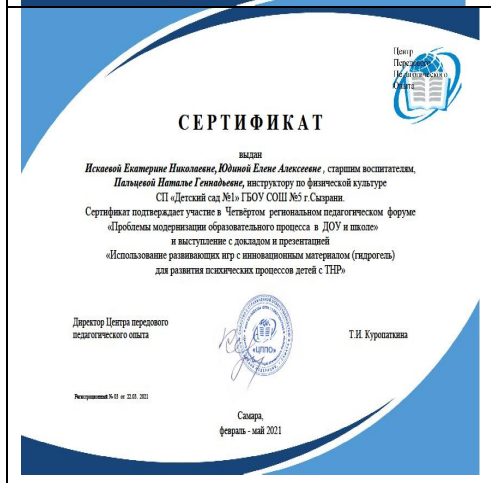 Центр
Передового
Педагогического
Опыта
СЕРТИФИКАТ
выдан
Искаевой Екатерине Николаевне, Юдиной Елене Алексеевне , старшим воспитателям,
Пальцевой Наталье Геннадьевне, инструктору по физической культуре
СП «Детский сад №1» ГБОУ СОШ №5 г.Сызрани.
Сертификат подтверждает участие в Четвёртом региональном педагогическом форуме
«Проблемы модернизации образовательного процесса в ДОУ и школе»
и выступление с докладом и презентацией
«Использование развивающих игр с инновационным материалом (гидрогель)
для развития психических процессов детей с ТНР»
Директор Центра передового
педагогического опыта
«ЦППО»
Т.И. Куропаткина
Регистрационный № 03 от 22.03. 2021
Самара,
февраль - май 2021